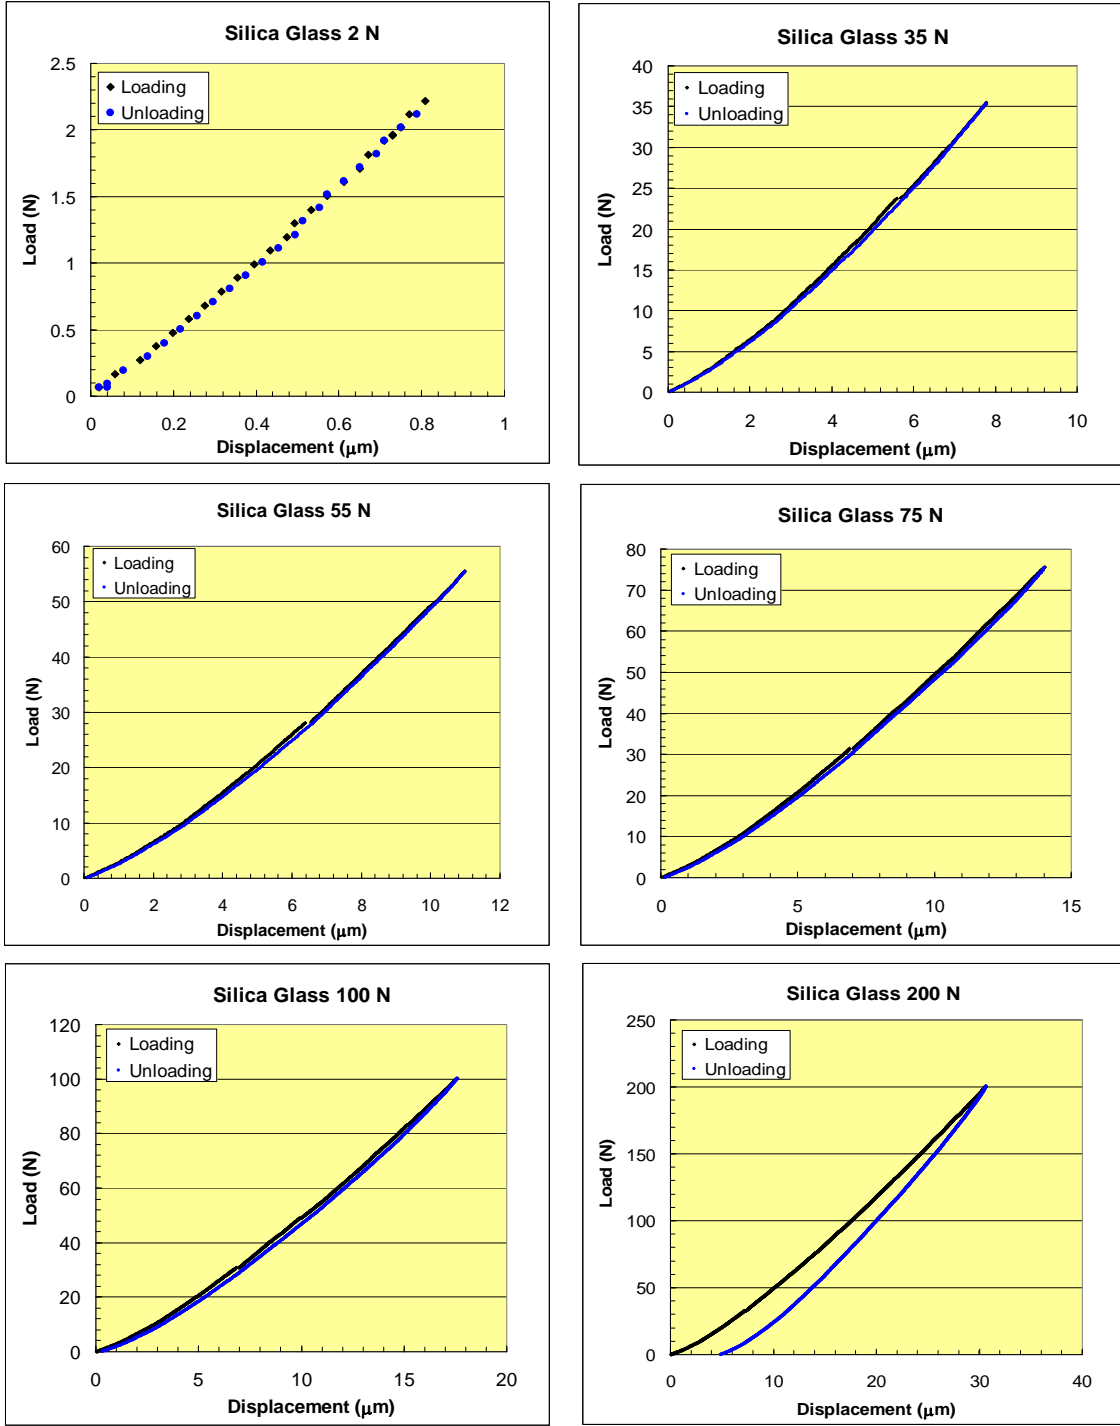 Silica Glass 2 N
Loading
Unloading
Load (N)
2.5
2
1.5
1
0.5
0
0 0.2 0.4 0.6 0.8 1
Displacement (μm)
Silica Glass 35 N
Loading
Unloading
Load (N)
40
35
30
25
20
15
10
5
0
0 2 4 6 8 10
Displacement (μm)
Silica Glass 55 N
Loading
Unloading
Load (N)
60
50
40
30
20
10
0
0 2 4 6 8 10 12
Displacement (μm)
Silica Glass 75 N
Loading
Unloading
Load (N)
80
70
60
50
40
30
20
10
0
0 5 10 15
Displacement (μm)
Silica Glass 100 N
Loading
Unloading
Load (N)
120
100
80
60
40
20
0
0 5 10 15 20
Displacement (μm)
Silica Glass 200 N
Loading
Unloading
Load (N)
250
200
150
100
50
0
0 10 20 30 40
Displacement (μm)